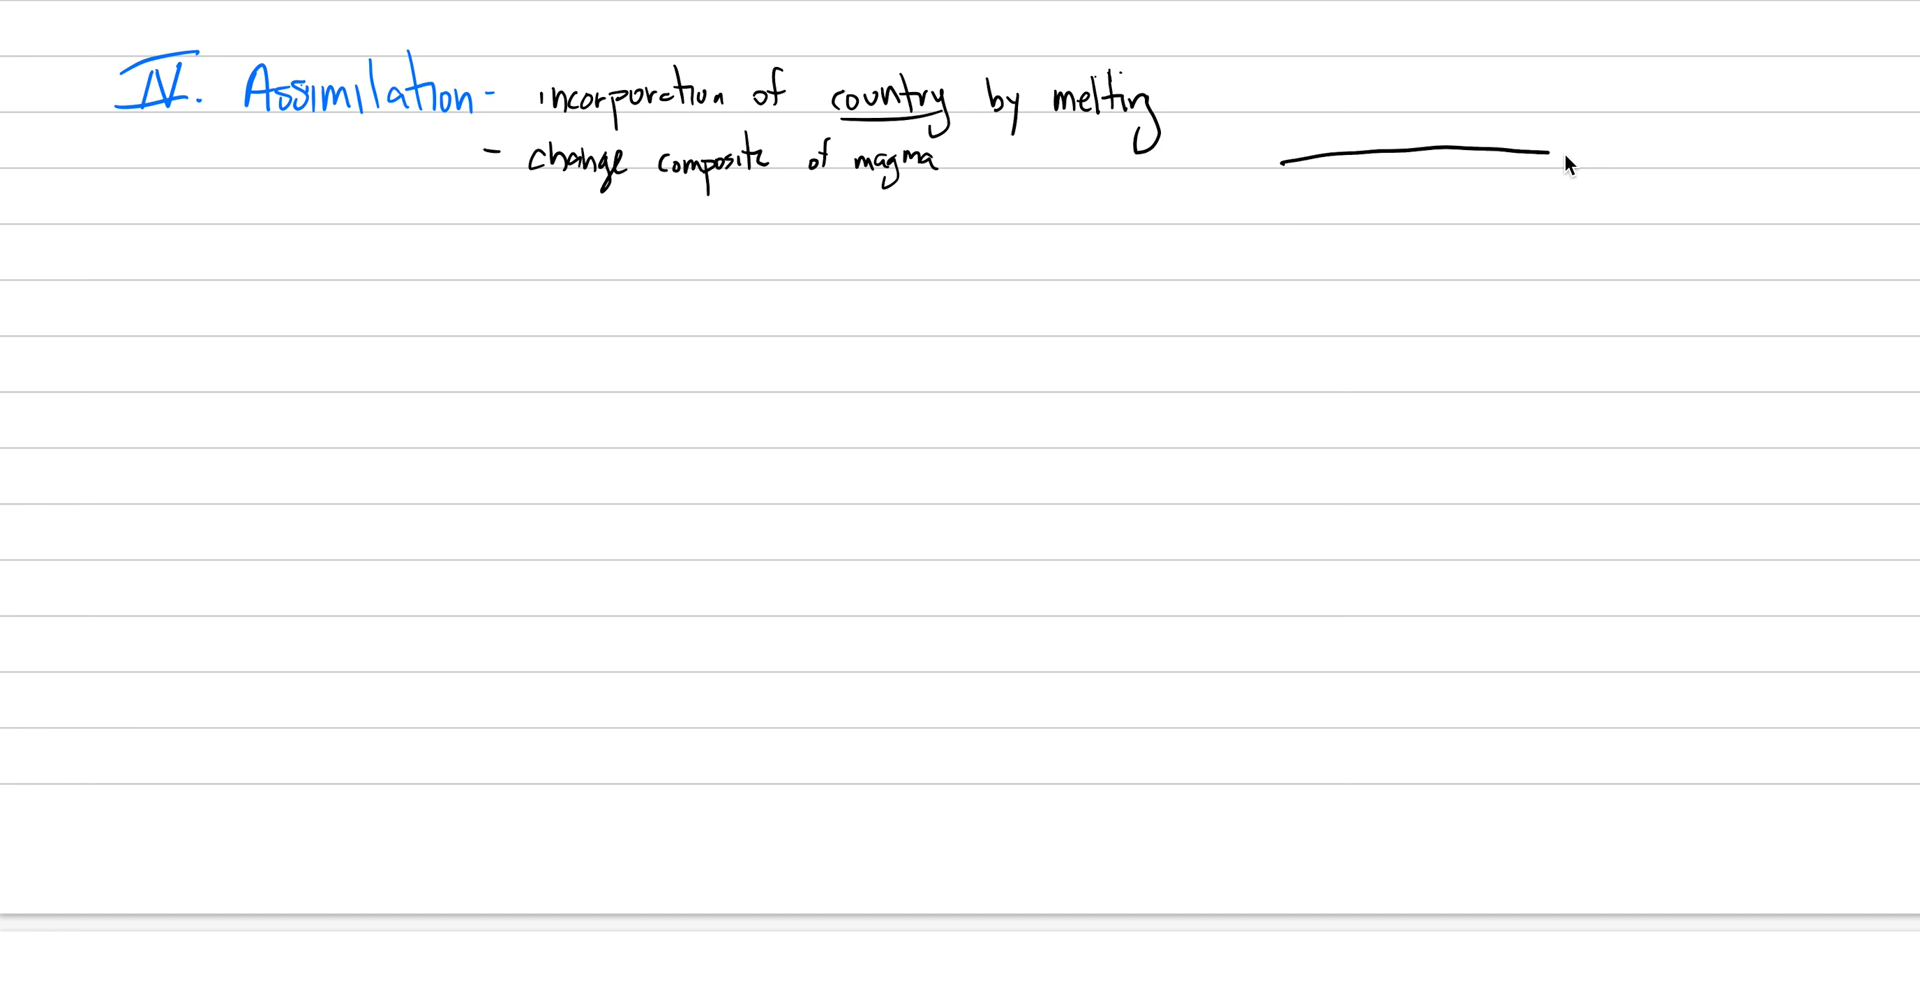 IV. Assimilation - incorporation of country by melting
- change composite of magma